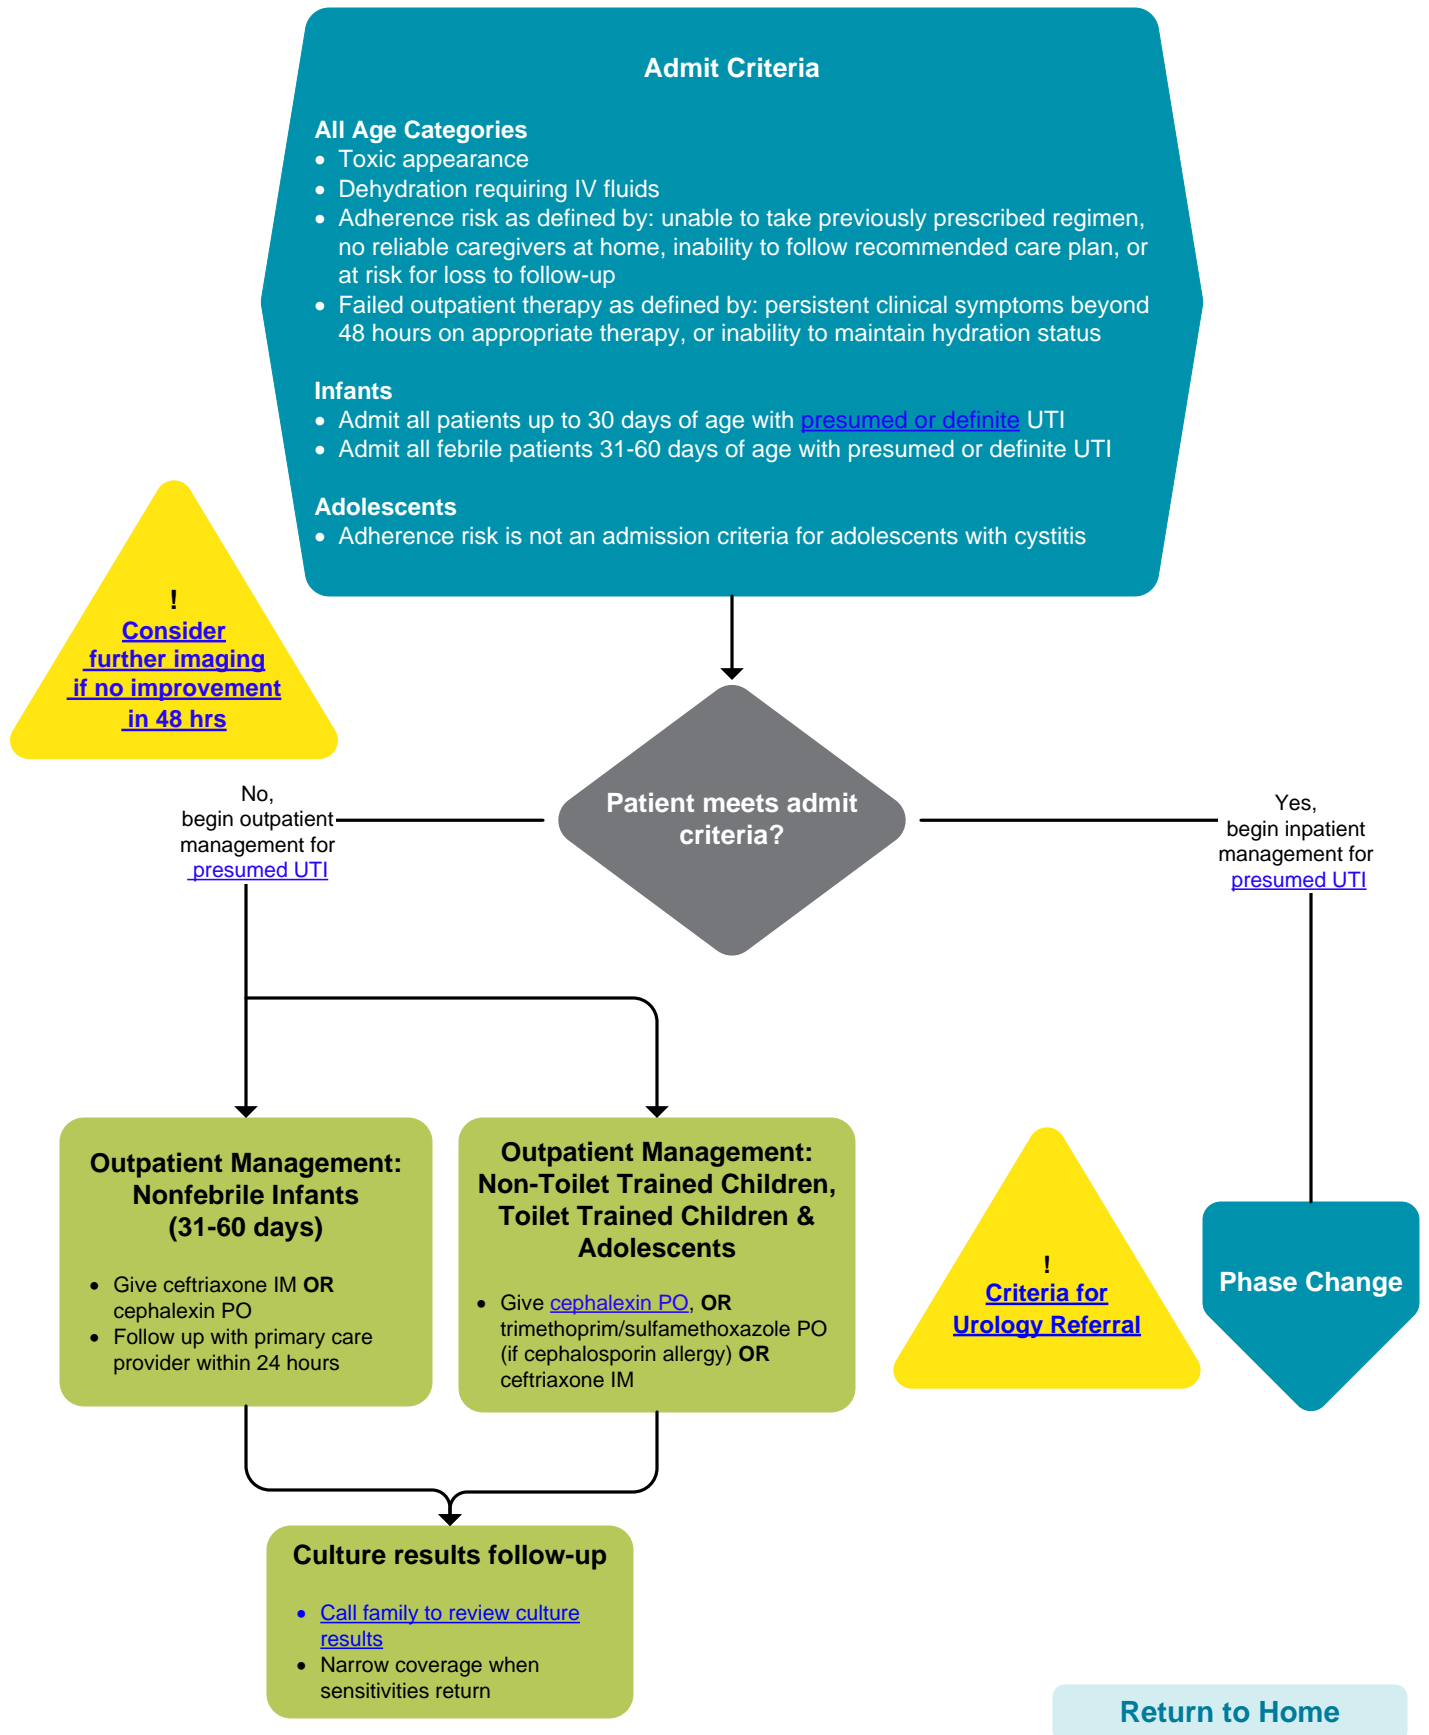 Admit Criteria
All Age Categories
• Toxic appearance
• Dehydration requiring IV fluids
• Adherence risk as defined by: unable to take previously prescribed regimen,
no reliable caregivers at home, inability to follow recommended care plan, or
at risk for loss to follow-up
• Failed outpatient therapy as defined by: persistent clinical symptoms beyond
48 hours on appropriate therapy, or inability to maintain hydration status
Infants
• Admit all patients up to 30 days of age with presumed or definite UTI
• Admit all febrile patients 31-60 days of age with presumed or definite UTI
Adolescents
• Adherence risk is not an admission criteria for adolescents with cystitis
!
Consider
further imaging
if no improvement
in 48 hrs
Patient meets admit
criteria?
No,
begin outpatient
management for
presumed UTI
Yes,
begin inpatient
management for
presumed UTI
Outpatient Management:
Nonfebrile Infants
(31-60 days)
• Give ceftriaxone IM OR
cephalexin PO
• Follow up with primary care
provider within 24 hours
Outpatient Management:
Non-Toilet Trained Children,
Toilet Trained Children &
Adolescents
• Give cephalexin PO, OR
trimethoprim/sulfamethoxazole PO
(if cephalosporin allergy) OR
ceftriaxone IM
!
Criteria for
Urology Referral
Phase Change
Culture results follow-up
• Call family to review culture
results
• Narrow coverage when
sensitivities return
Return to Home